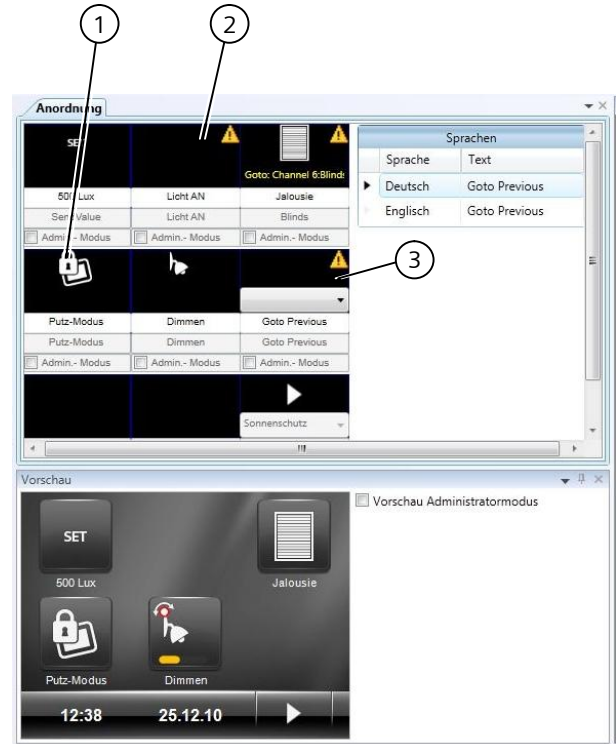 1 2
Anordnung
SET
Goto: Channel 6:Blinds
500 Lux Licht AN Jalousie
Send Value Licht AN Blinds
Admin.- Modus Admin.- Modus Admin.- Modus
Sprachen
Sprache Text
Deutsch Goto Previous
Englisch Goto Previous
3
Putz-Modus Dimmen Goto Previous
Putz-Modus Dimmen Goto Previous
Admin.- Modus Admin.- Modus Admin.- Modus
Sonnenschutz
Vorschau
Vorschau Administratormodus
SET
500 Lux Jalousie
Putz-Modus Dimmen
12:38 25.12.10